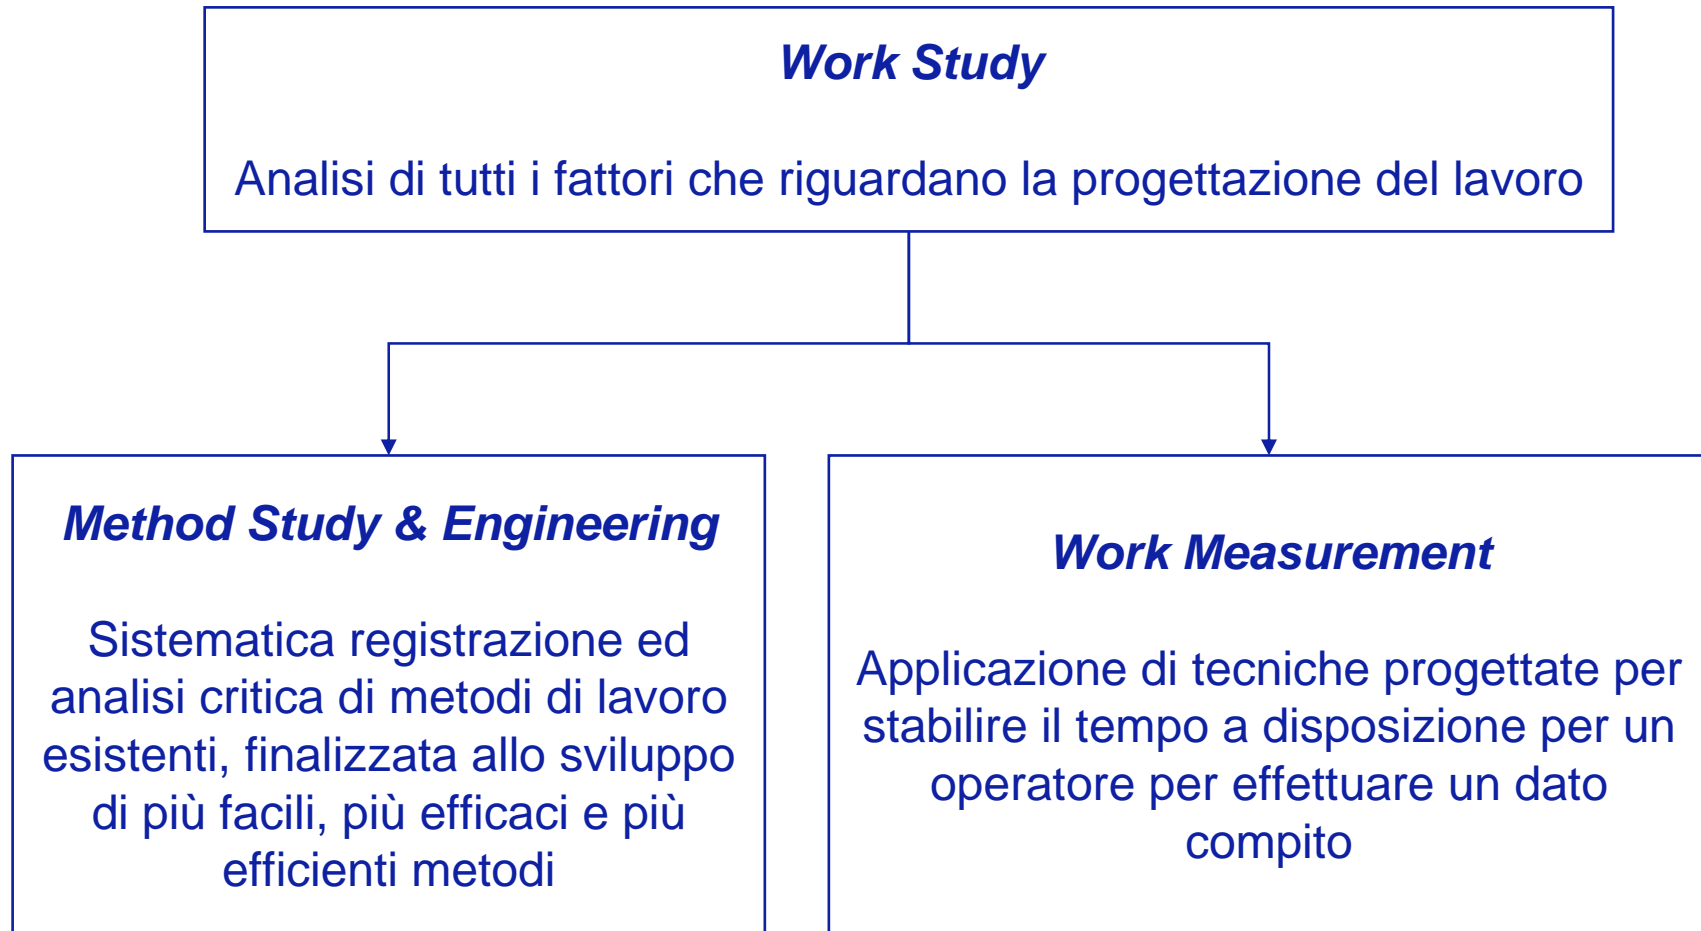 Work Study
Analisi di tutti i fattori che riguardano la progettazione del lavoro
Method Study & Engineering
Sistematica registrazione ed
analisi critica di metodi di lavoro
esistenti, finalizzata allo sviluppo
di più facili, più efficaci e più
efficienti metodi
Work Measurement
Applicazione di tecniche progettate per
stabilire il tempo a disposizione per un
operatore per effettuare un dato
compito